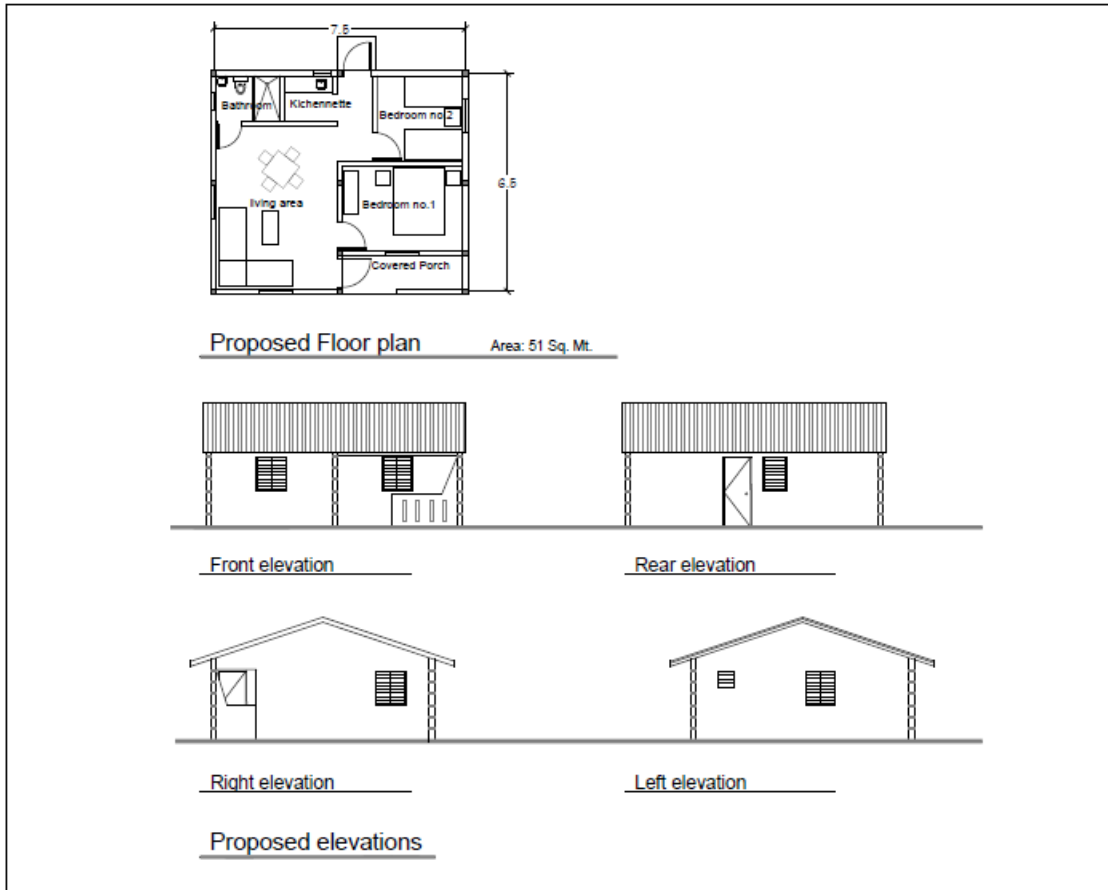 7.5
Bathroom
Kichennette
Bedroom no.2
6.5
living area
Bedroom no.1
Covered Porch
Proposed Floor plan
Area: 51 Sq. Mt.
Front elevation
Rear elevation
Right elevation
Left elevation
Proposed elevations